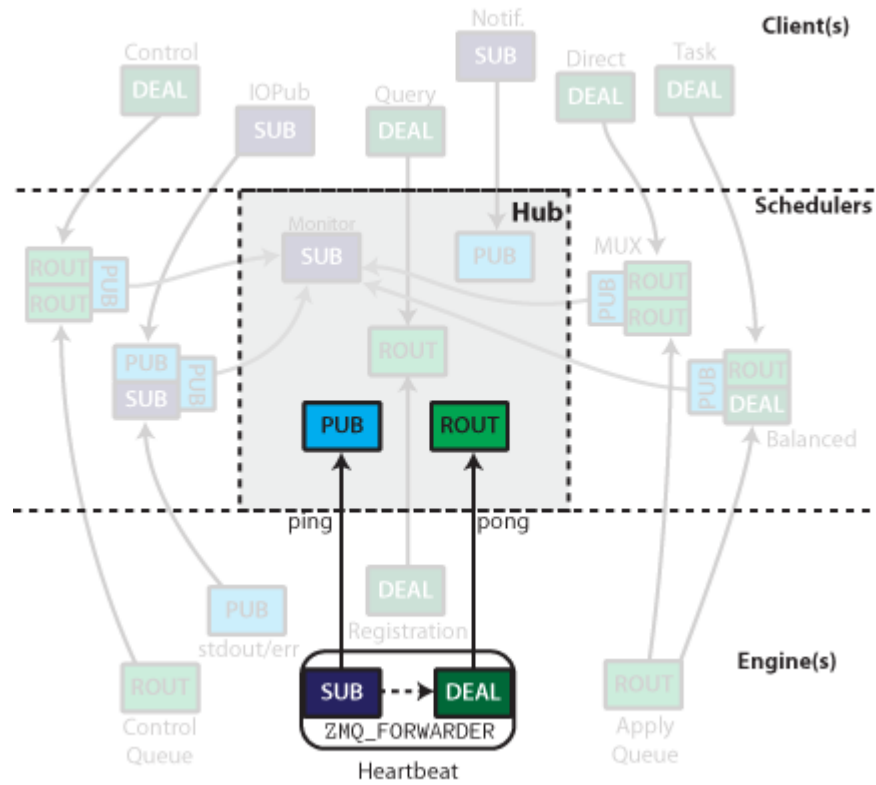 Client(s)
Notif.
SUB
Control
DEAL
IOPub
SUB
Query
DEAL
Direct
DEAL
Task
DEAL
Schedulers
Hub
Monitor
SUB
PUB
MUX
ROUT
ROUT
PUB
ROUT
ROUT
PUB
PUB
SUB
PUB
ROUT
PUB
ROUT
DEAL
Balanced
PUB
ROUT
ping
pong
DEAL
Registration
PUB
stdout/err
Engine(s)
ROUT
Control
Queue
SUB
DEAL
ZMQ_FORWARDER
Heartbeat
ROUT
Apply
Queue